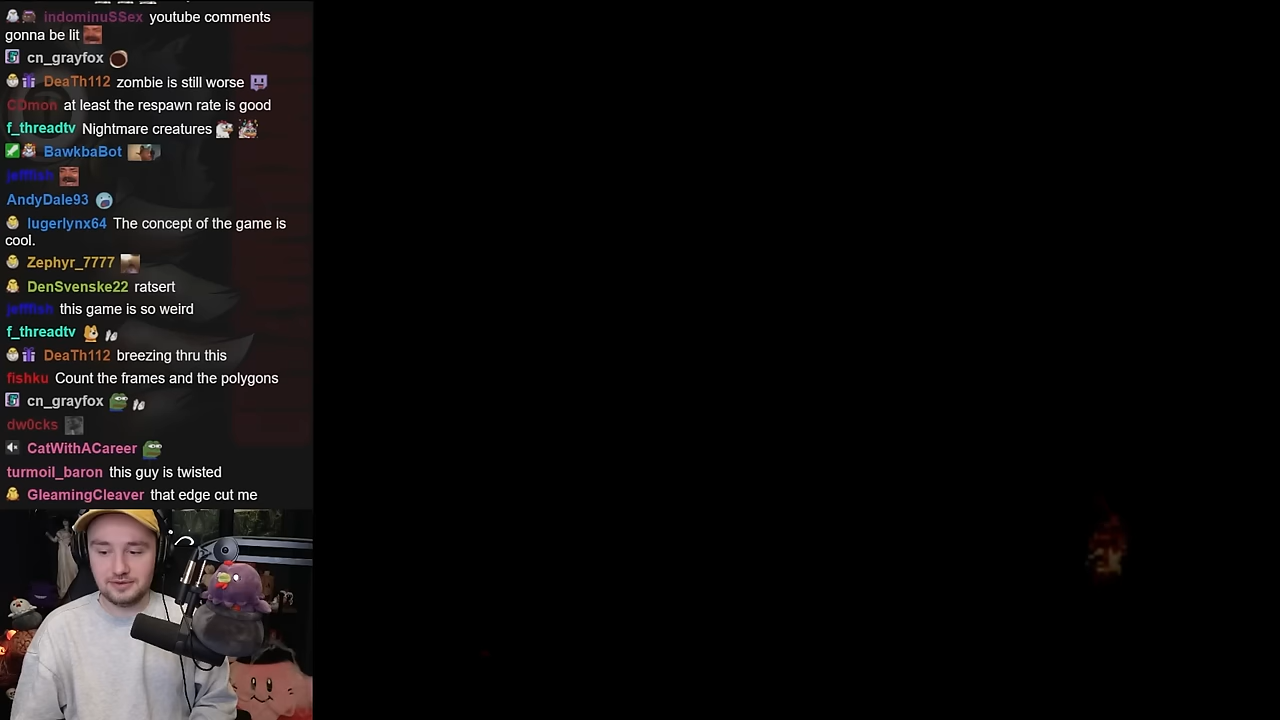 indominuSSex youtube comments
gonna be lit
cn_grayfox
DeaTh112 zombie is still worse
CDmon at least the respawn rate is good
f_threadtv Nightmare creatures
BawkbaBot
jefffish
AndyDale93
lugerlynx64 The concept of the game is
cool.
Zephyr_7777
DenSvenske22 ratsert
jefffish this game is so weird
f_threadtv
DeaTh112 breezing thru this
fishku Count the frames and the polygons
cn_grayfox
dw0cks
CatWithACareer
turmoil_baron this guy is twisted
GleamingCleaver that edge cut me